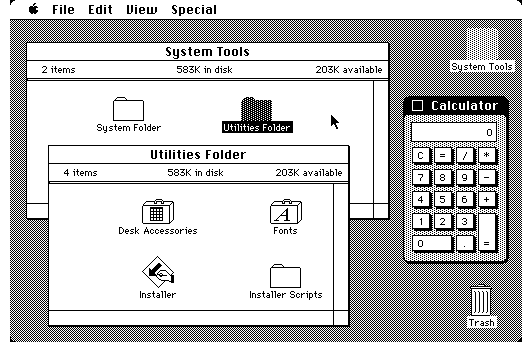 File Edit View Special
System Tools
2 items 583K in disk 203K available
System Folder
Utilities Folder
System Tools
Calculator
0
C = / *
7 8 9 -
4 5 6 +
1 2 3
0 . =
Utilities Folder
4 items 583K in disk 203K available
Desk Accessories
Fonts
A
Installer
Installer Scripts
Trash